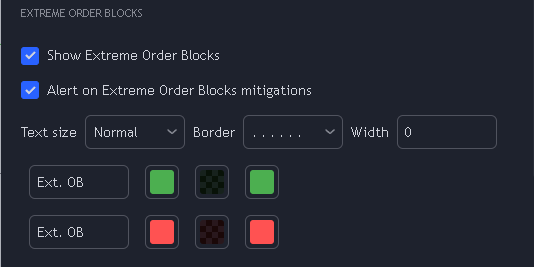 EXTREME ORDER BLOCKS
Show Extreme Order Blocks
Alert on Extreme Order Blocks mitigations
Text size Normal Border . . . . . . Width 0
Ext. OB
Ext. OB